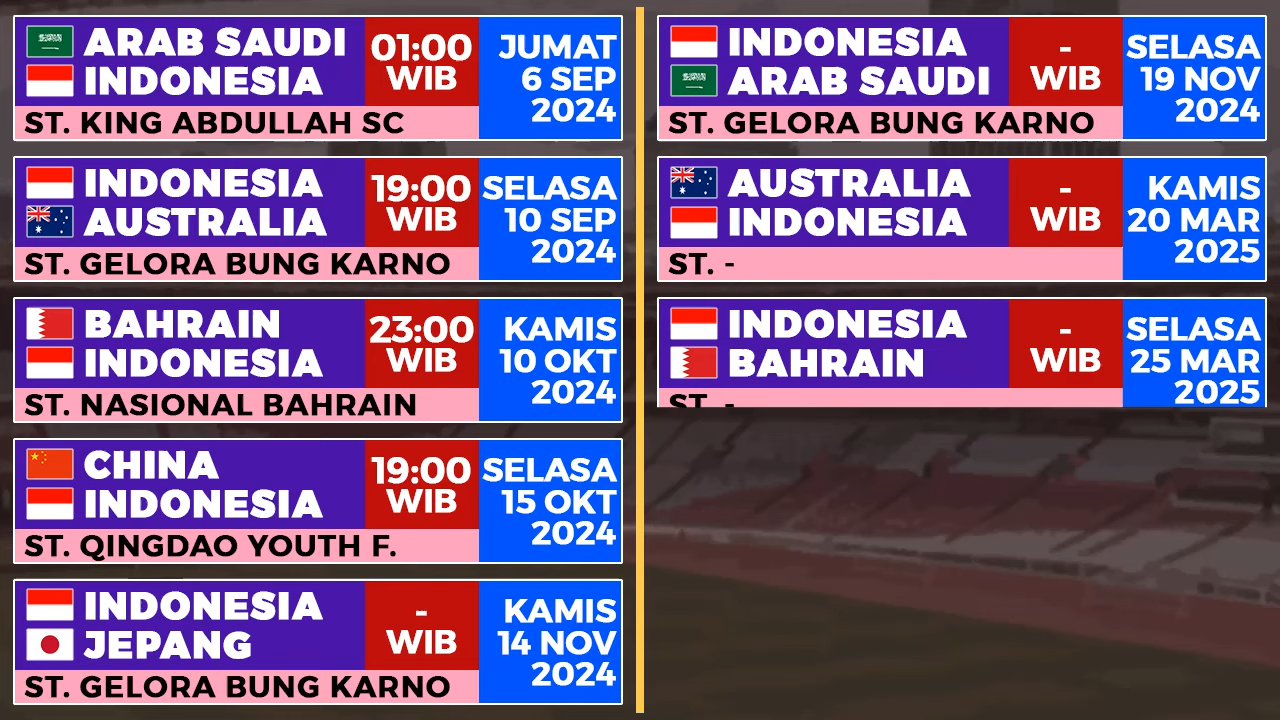 ARAB SAUDI
INDONESIA
01:00
WIB
JUMAT
6 SEP
2024
ST. KING ABDULLAH SC
INDONESIA
AUSTRALIA
19:00
WIB
SELASA
10 SEP
2024
ST. GELORA BUNG KARNO
BAHRAIN
INDONESIA
23:00
WIB
KAMIS
10 OKT
2024
ST. NASIONAL BAHRAIN
CHINA
INDONESIA
19:00
WIB
SELASA
15 OKT
2024
ST. QINGDAO YOUTH F.
INDONESIA
JEPANG
-
WIB
KAMIS
14 NOV
2024
ST. GELORA BUNG KARNO
INDONESIA
ARAB SAUDI
-
WIB
SELASA
19 NOV
2024
ST. GELORA BUNG KARNO
AUSTRALIA
INDONESIA
-
WIB
KAMIS
20 MAR
2025
ST. -
INDONESIA
BAHRAIN
-
WIB
SELASA
25 MAR
2025
ST. -